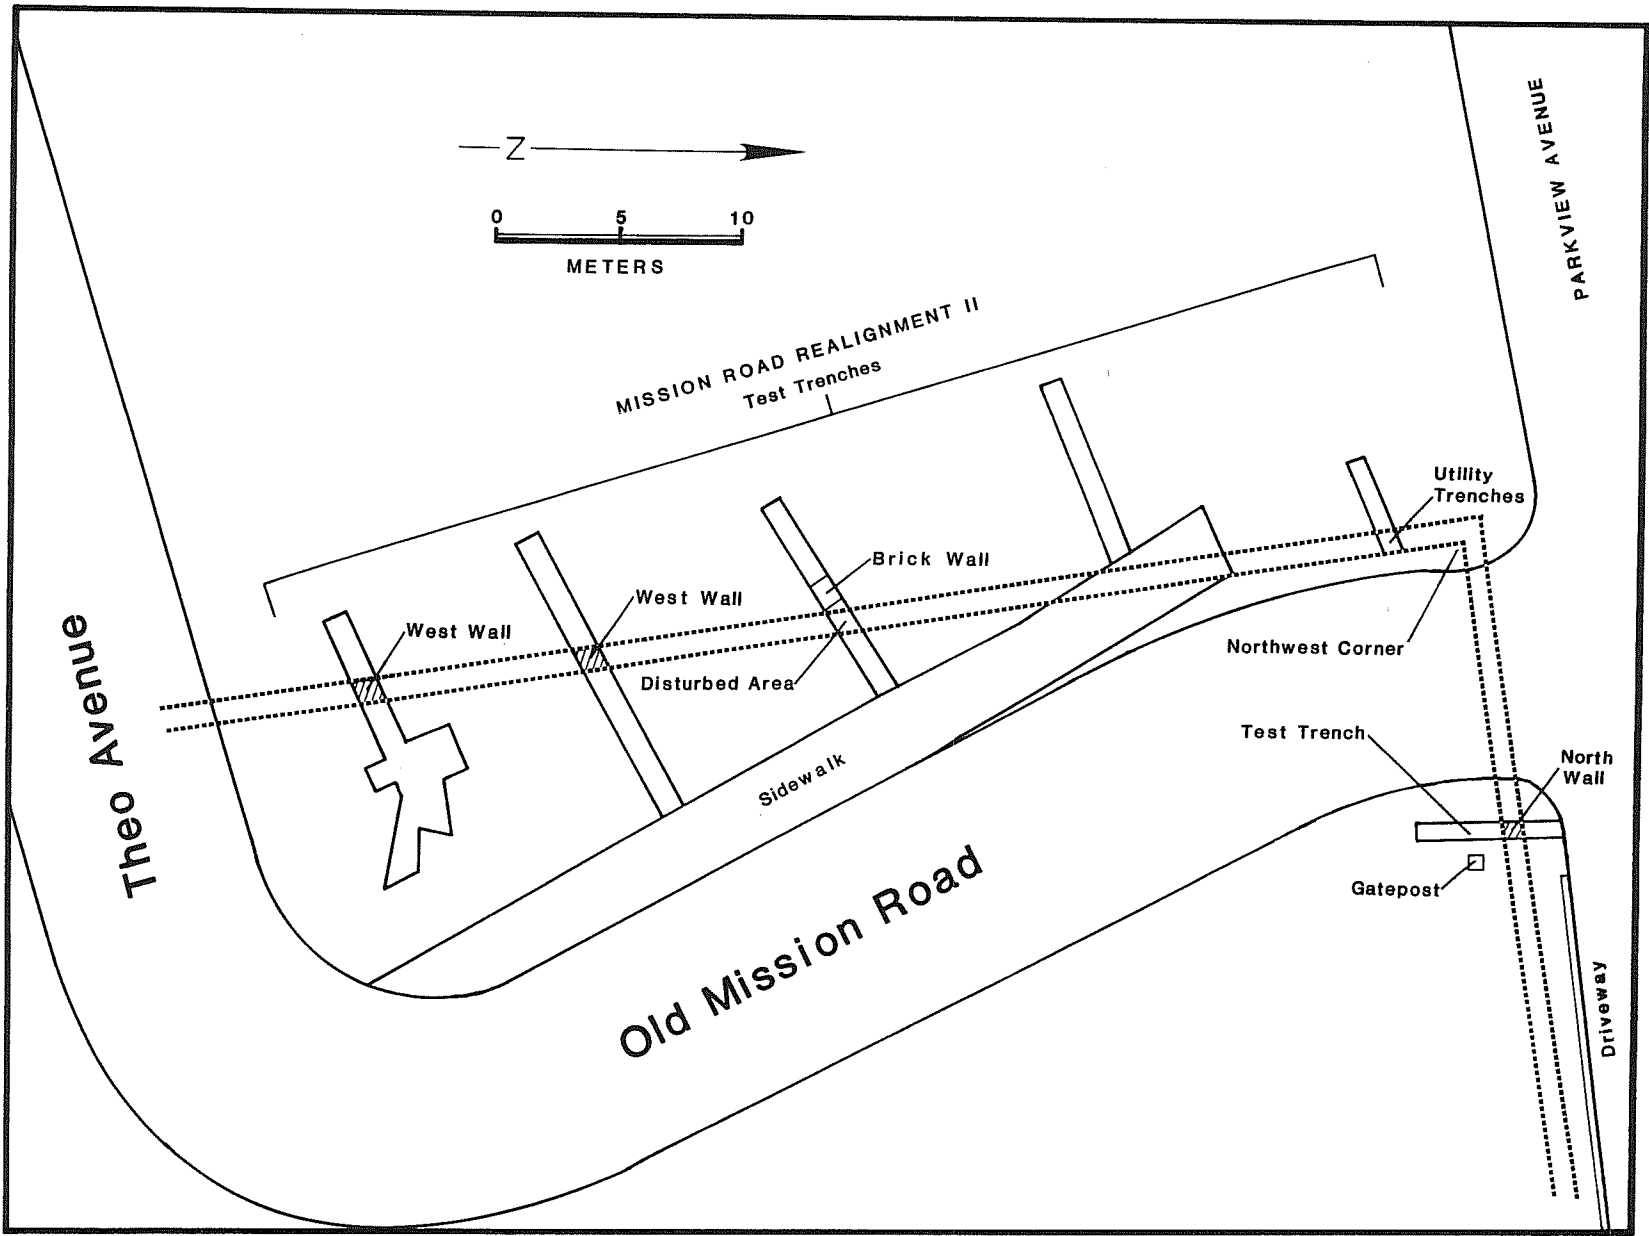 Z
0 5 10
METERS
PARKVIEW AVENUE
MISSION ROAD REALIGNMENT II
Test Trenches
Utility
Trenches
Brick Wall
West Wall
West Wall
Disturbed Area
Northwest Corner
Theo Avenue
Test Trench
North
Wall
Sidewalk
Gatepost
Old Mission Road
Driveway